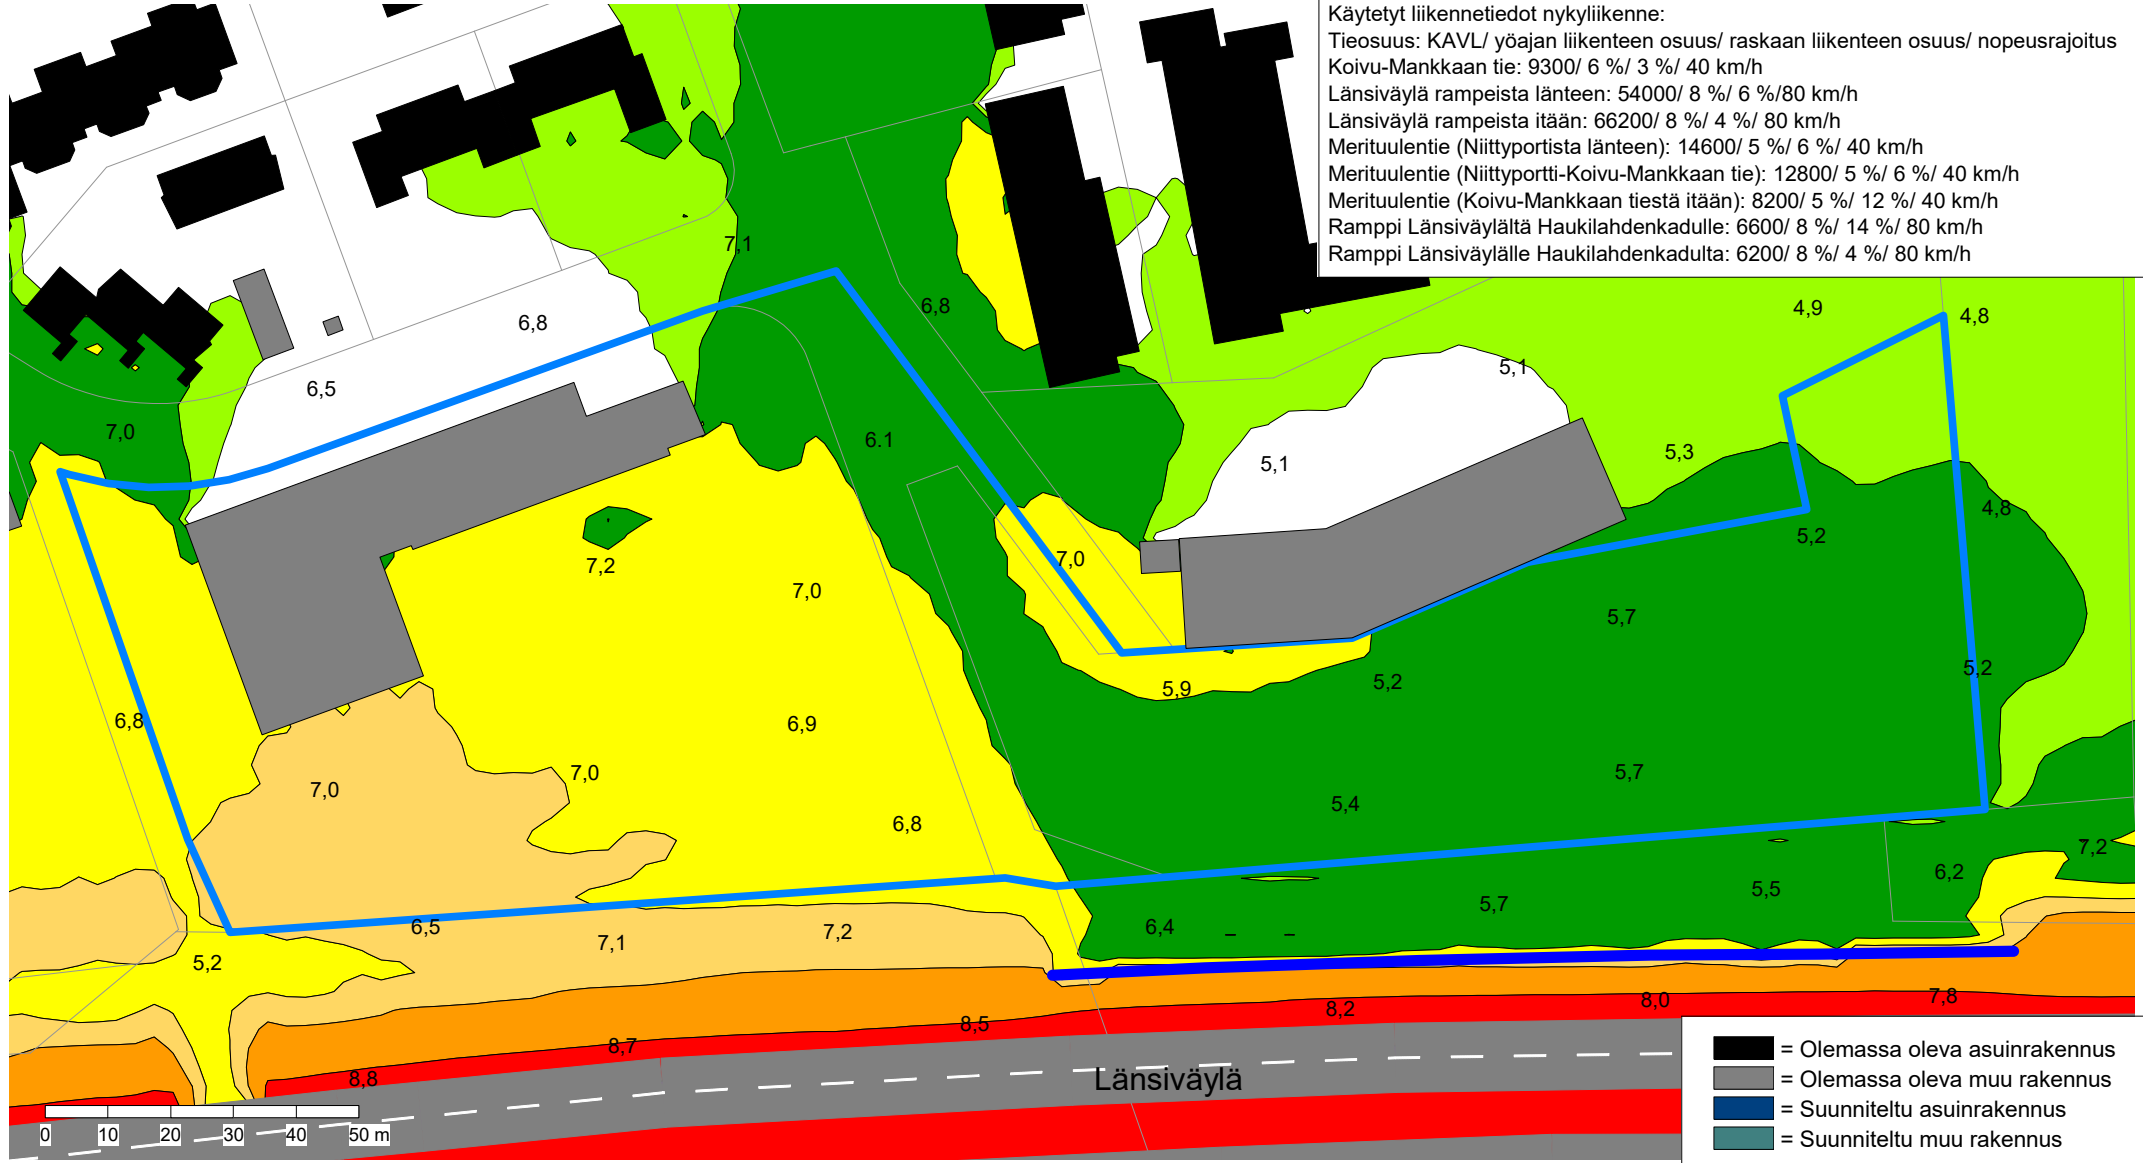 Käytetyt liikennetiedot nykyliikenne:
Tieosuus: KAVL/ yöajan liikenteen osuus/ raskaan liikenteen osuus/ nopeusrajoitus
Koivu-Mankkaan tie: 9300/ 6 %/ 3 %/ 40 km/h
Länsiväylä rampeista länteen: 54000/ 8 %/ 6 %/80 km/h
Länsiväylä rampeista itään: 66200/ 8 %/ 4 %/ 80 km/h
Merituulentie (Niittyportista länteen): 14600/ 5 %/ 6 %/ 40 km/h
Merituulentie (Niittyportti-Koivu-Mankkaan tie): 12800/ 5 %/ 6 %/ 40 km/h
Merituulentie (Koivu-Mankkaan tiestä itään): 8200/ 5 %/ 12 %/ 40 km/h
Ramppi Länsiväylältä Haukilahdenkadulle: 6600/ 8 %/ 14 %/ 80 km/h
Ramppi Länsiväylälle Haukilahdenkadulta: 6200/ 8 %/ 4 %/ 80 km/h
7,1
6,8
4,9
4,8
6,8
5,1
6,5
7,0
6.1
5,3
5,1
4,8
5,2
7,0
7,2
7,0
5,7
5,2
5,2
5,9
6,8
6,9
7,0
5,7
7,0
5,4
6,8
7,2
6,2
5,5
5,7
6,4
6,5
7,2
7,1
5,2
7,8
8,0
8,2
8,5
8,7
8,8
Länsiväylä
0 10 20 30 40 50 m
= Olemassa oleva asuinrakennus
= Olemassa oleva muu rakennus
= Suunniteltu asuinrakennus
= Suunniteltu muu rakennus